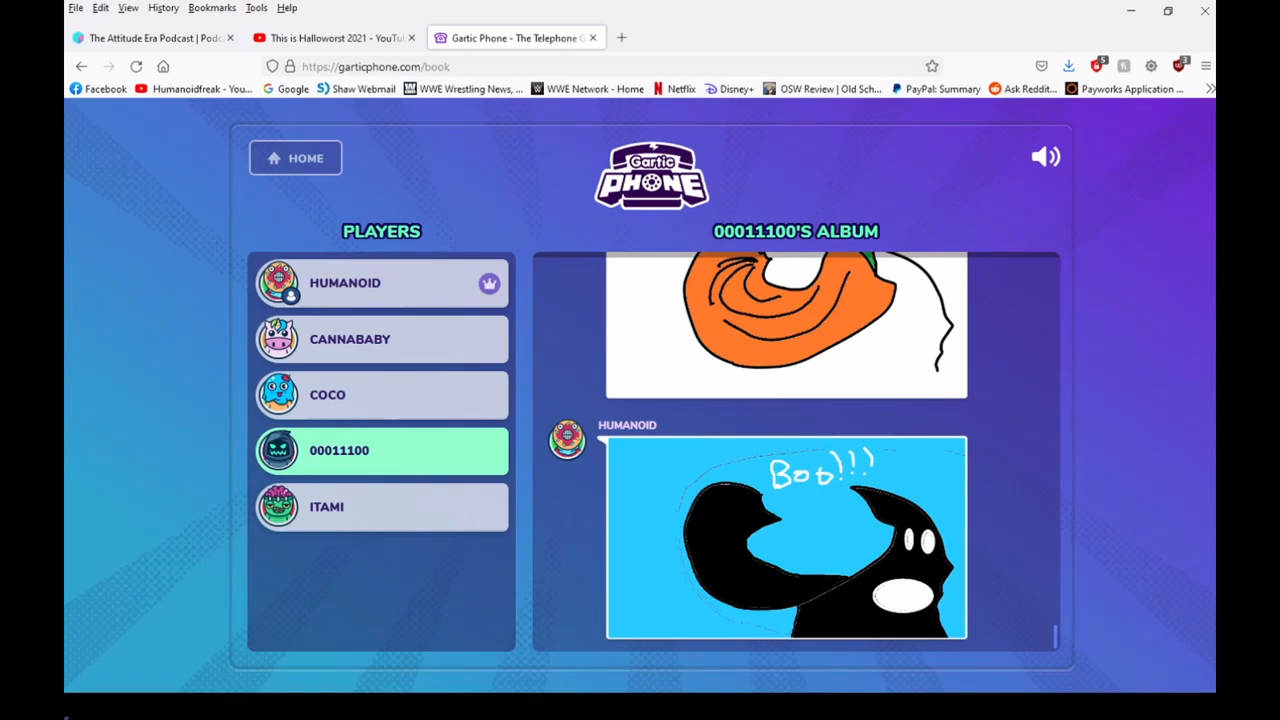 File Edit View History Bookmarks Tools Help
The Attitude Era Podcast | Podc
This is Halloworst 2021 - YouTu
Gartic Phone - The Telephone G
https://garticphone.com/book
5
3
Facebook
Humanoidfreak - You...
Google
Shaw Webmail
WWE Wrestling News, ...
WWE Network - Home
Netflix
Disney+
OSW Review | Old Sch...
PayPal: Summary
Ask Reddit...
Payworks Application ...
HOME
Gartic
PHONE
PLAYERS
00011100'S ALBUM
HUMANOID
CANNABABY
COCO
00011100
ITAMI
HUMANOID
Boo!!!